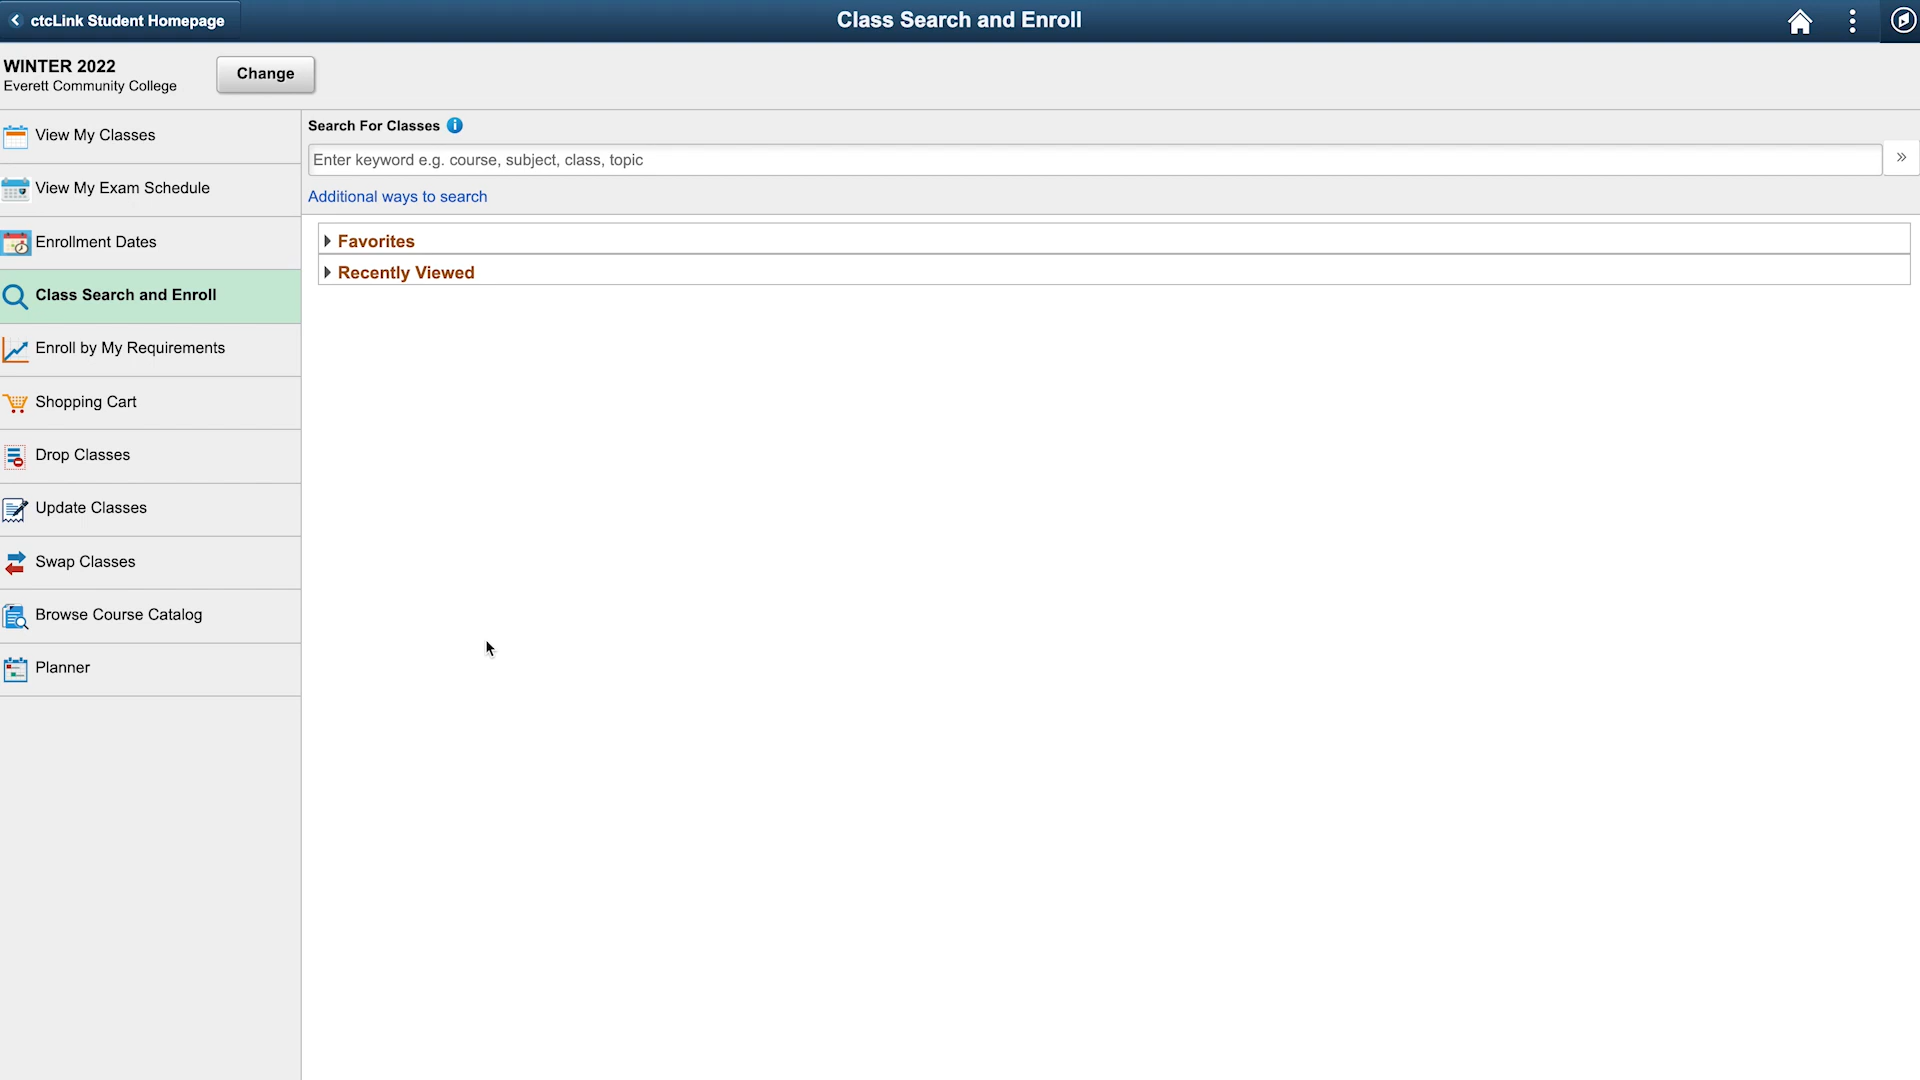 ctcLink Student Homepage
Class Search and Enroll
WINTER 2022
Everett Community College
Change
View My Classes
View My Exam Schedule
Enrollment Dates
Class Search and Enroll
Enroll by My Requirements
Shopping Cart
Drop Classes
Update Classes
Swap Classes
Browse Course Catalog
Planner
Search For Classes
Enter keyword e.g. course, subject, class, topic
»
Additional ways to search
Favorites
Recently Viewed